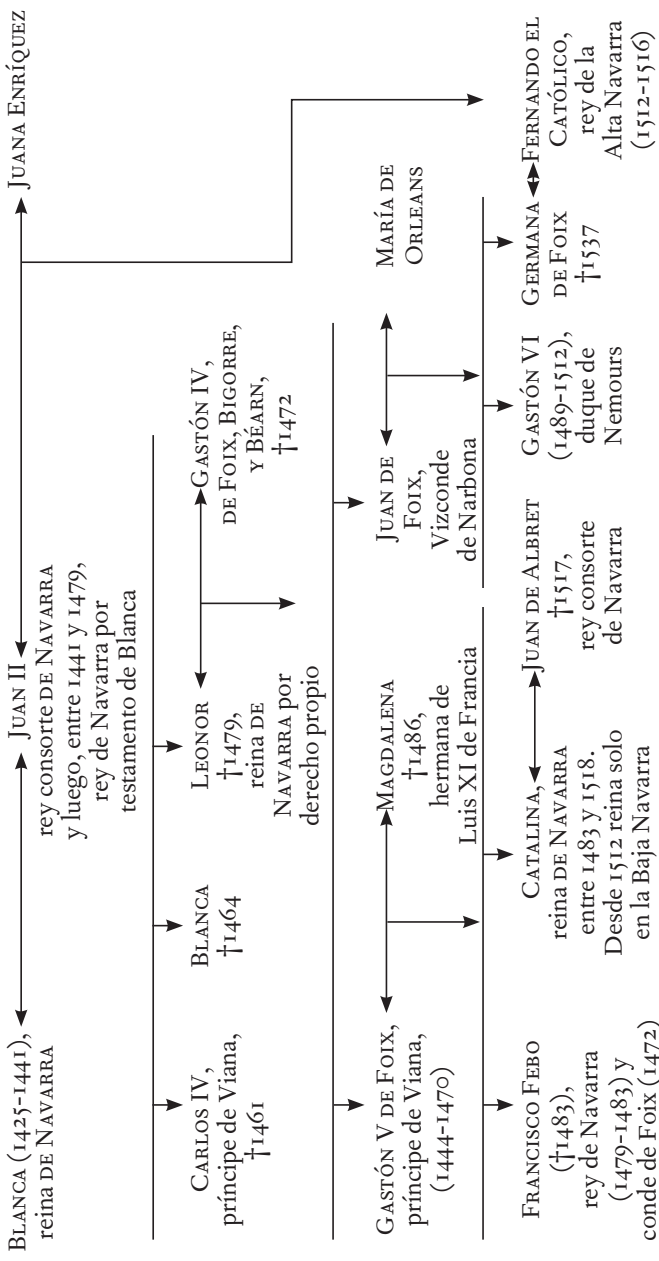 BLANCA (1425-1441),
reina DE NAVARRA
JUAN II
rey consorte DE NAVARRA
y luego, entre 1441 y 1479,
rey de Navarra por
testamento de Blanca
JUANA ENRÍQUEZ
CARLOS IV,
príncipe de Viana,
†1461
BLANCA
†1464
LEONOR
†1479,
reina DE
NAVARRA por
derecho propio
GASTÓN IV,
DE FOIX, BIGORRE,
Y BÉARN,
†1472
GASTÓN V DE FOIX,
príncipe de Viana,
(1444-1470)
MAGDALENA
†1486,
hermana de
Luis XI de Francia
JUAN DE
FOIX,
Vizconde
de Narbona
MARÍA DE
ORLEANS
FRANCISCO FEBO
(†1483),
rey de Navarra
(1479-1483) y
conde de Foix (1472)
CATALINA,
reina DE NAVARRA
entre 1483 y 1518.
Desde 1512 reina solo
en la Baja Navarra
JUAN DE ALBRET
†1517,
rey consorte
de Navarra
GASTÓN VI
(1489-1512),
duque de
Nemours
GERMANA
DE FOIX
†1537
FERNANDO EL
CATÓLICO,
rey de la
Alta Navarra
(1512-1516)